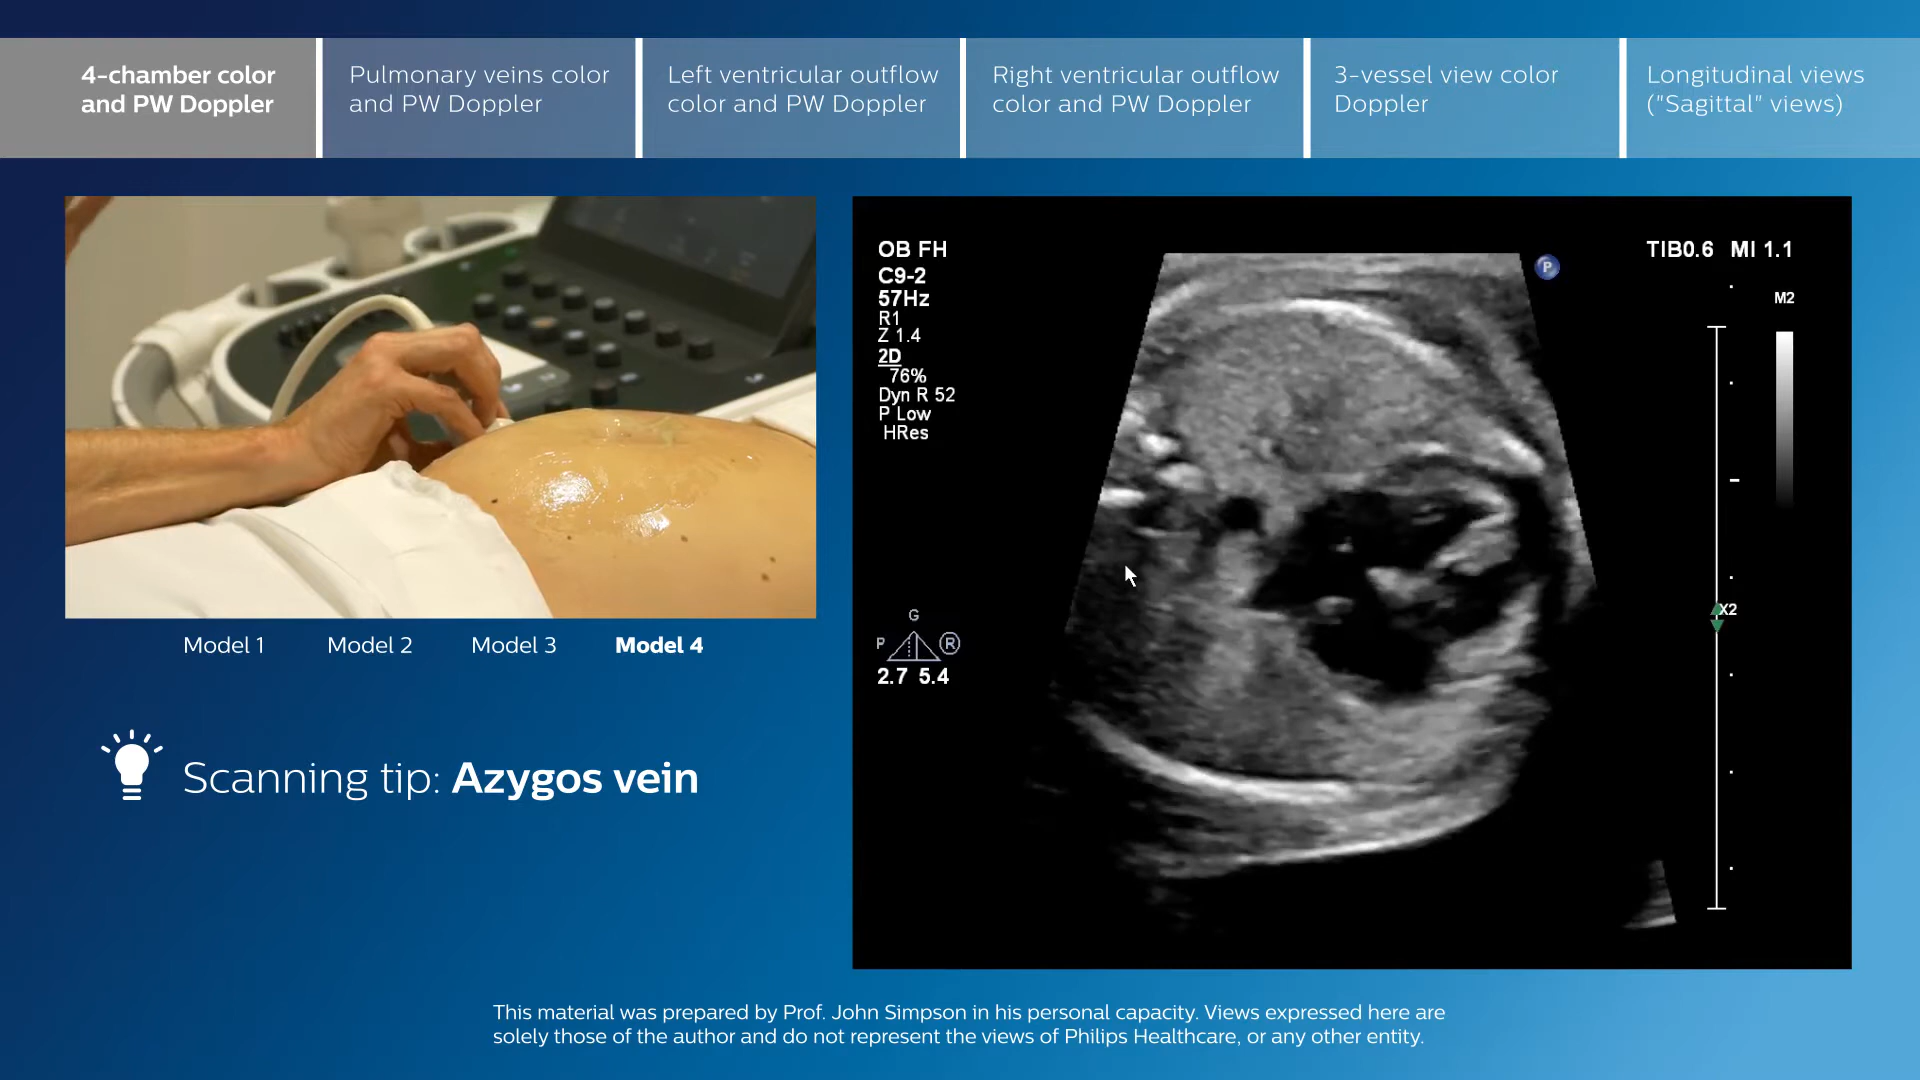 4-chamber color
and PW Doppler
Pulmonary veins color
and PW Doppler
Left ventricular outflow
color and PW Doppler
Right ventricular outflow
color and PW Doppler
3-vessel view color
Doppler
Longitudinal views
("Sagittal" views)
OB FH
C9-2
57Hz
R1
Z 1.4
2D
76%
Dyn R 52
P Low
HRes
P
TIB0.6 MI 1.1
M2
X2
G
P R
2.7 5.4
Model 1 Model 2 Model 3 Model 4
Scanning tip: Azygos vein
This material was prepared by Prof. John Simpson in his personal capacity. Views expressed here are
solely those of the author and do not represent the views of Philips Healthcare, or any other entity.